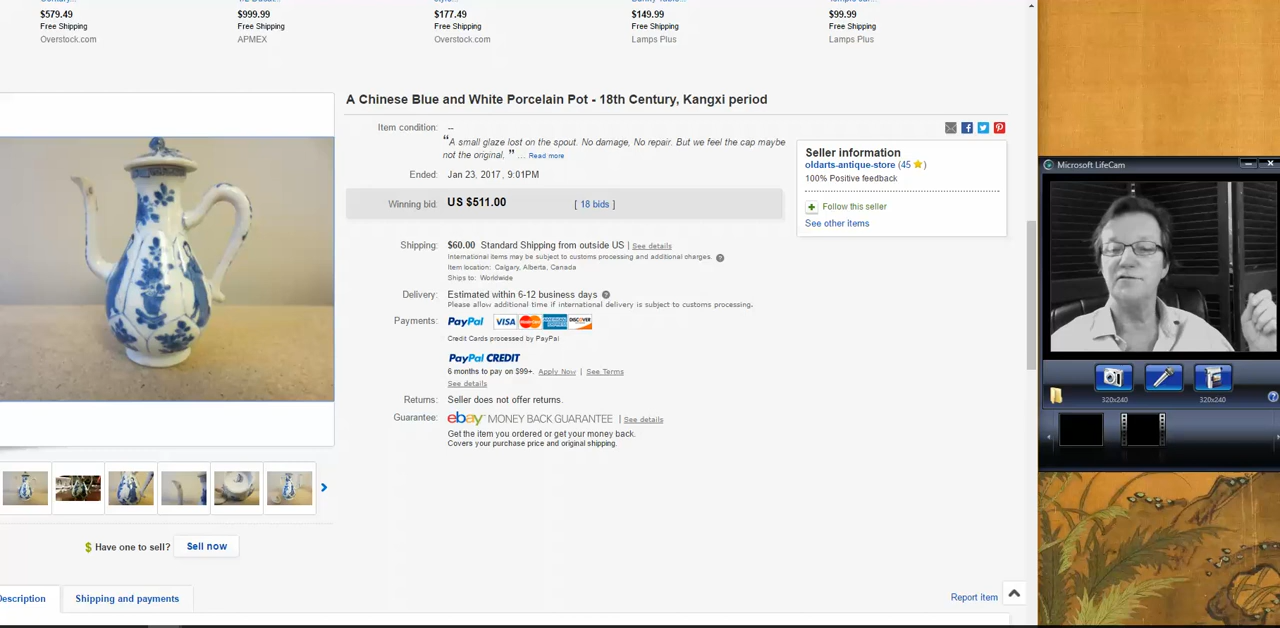 $579.49
Free Shipping
Overstock.com
$999.99
Free Shipping
APMEX
$177.49
Free Shipping
Overstock.com
$149.99
Free Shipping
Lamps Plus
$99.99
Free Shipping
Lamps Plus
A Chinese Blue and White Porcelain Pot - 18th Century, Kangxi period
Item condition: --
"A small glaze lost on the spout. No damage, No repair. But we feel the cap maybe
not the original. " ... Read more
Ended: Jan 23, 2017 , 9:01PM
Winning bid: US $511.00 [ 18 bids ]
Shipping: $60.00 Standard Shipping from outside US | See details
International items may be subject to customs processing and additional charges. ?
Item location: Calgary, Alberta, Canada
Ships to: Worldwide
Delivery: Estimated within 6-12 business days ?
Please allow additional time if international delivery is subject to customs processing.
Payments: PayPal VISA MasterCard AMERICAN EXPRESS DISCOVER
Credit Cards processed by PayPal
PayPal CREDIT
6 months to pay on $99+. Apply Now | See Terms
See details
Returns: Seller does not offer returns.
Guarantee: ebay MONEY BACK GUARANTEE | See details
Get the item you ordered or get your money back.
Covers your purchase price and original shipping.
Seller information
oldarts-antique-store (45 )
100% Positive feedback
+ Follow this seller
See other items
$ Have one to sell? Sell now
Description
Shipping and payments
Report item
Microsoft LifeCam
320x240
320x240